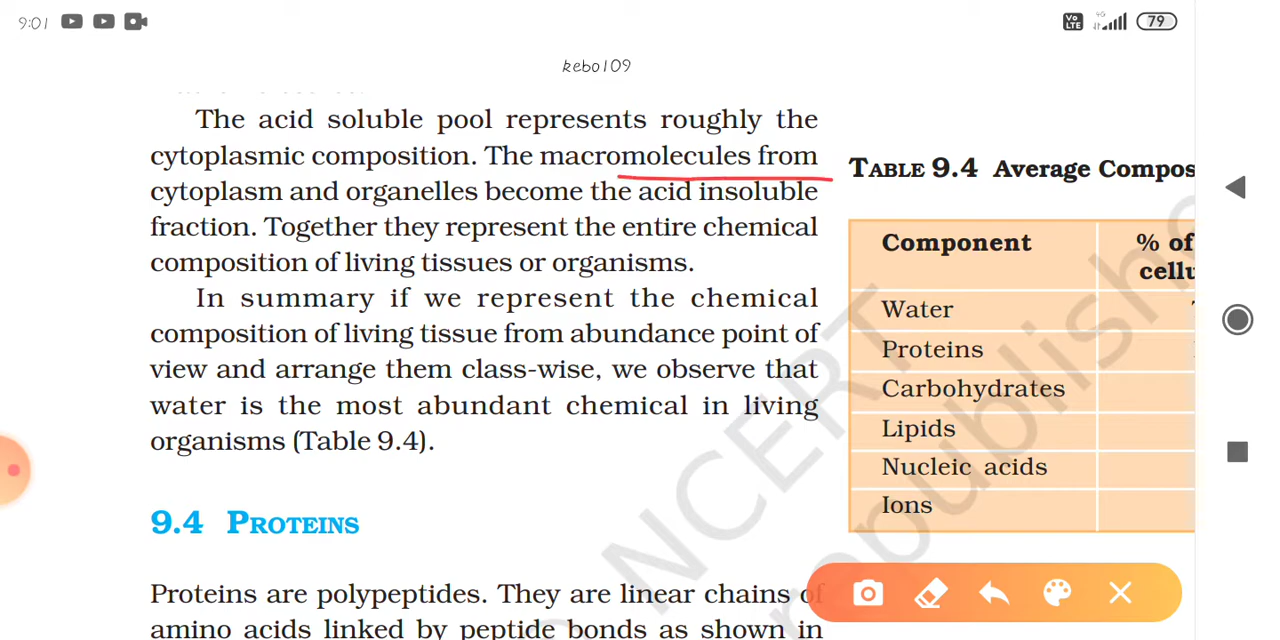 9:01
Vo LTE 4G 79
kebo109
The acid soluble pool represents roughly the
cytoplasmic composition. The macromolecules from
cytoplasm and organelles become the acid insoluble
fraction. Together they represent the entire chemical
composition of living tissues or organisms.
In summary if we represent the chemical
composition of living tissue from abundance point of
view and arrange them class-wise, we observe that
water is the most abundant chemical in living
organisms (Table 9.4).
9.4 PROTEINS
Proteins are polypeptides. They are linear chains of
amino acids linked by peptide bonds as shown in
TABLE 9.4 Average Compos
Component % of
cellu
Water
Proteins
Carbohydrates
Lipids
Nucleic acids
Ions
NCERT
republishe